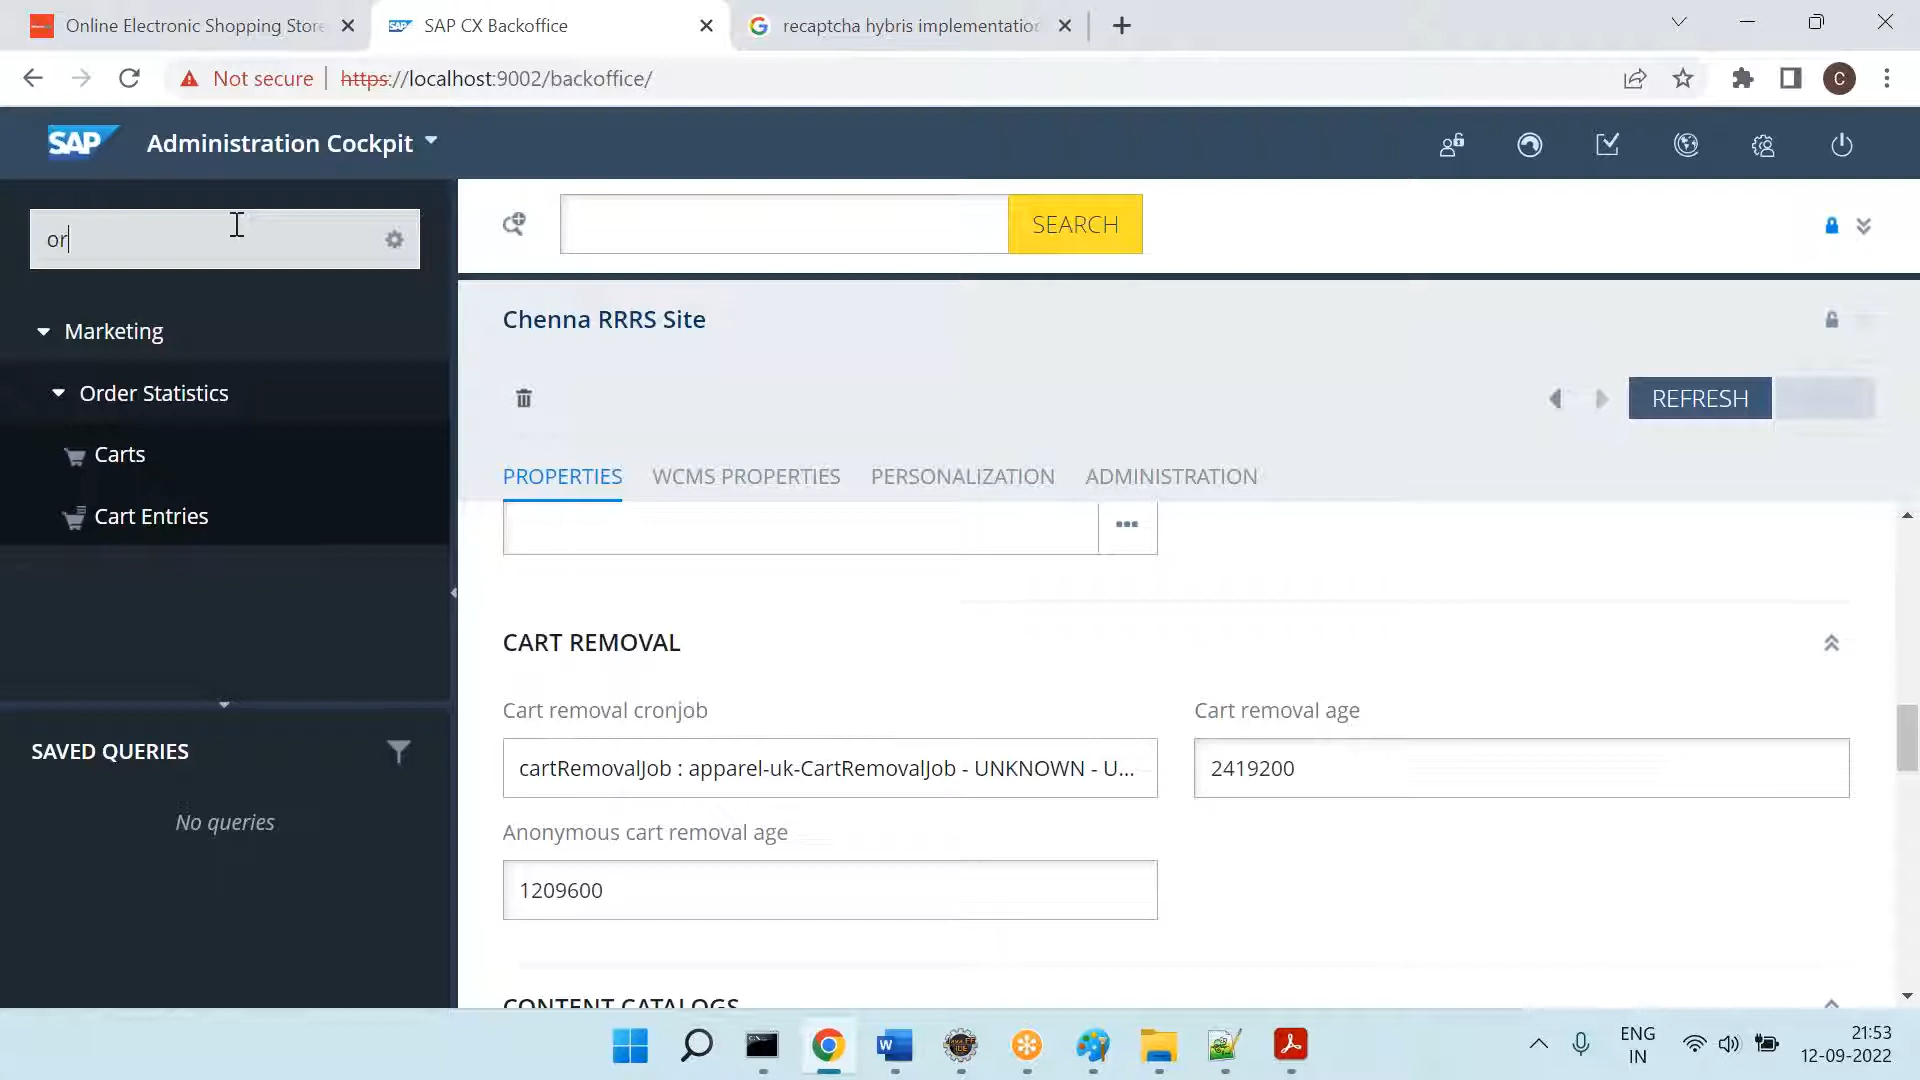 Online Electronic Shopping Store
SAP CX Backoffice
recaptcha hybris implementation
Not secure
https://localhost:9002/backoffice/
C
SAP
Administration Cockpit
or
SEARCH
Marketing
Order Statistics
Carts
Cart Entries
Chenna RRRS Site
REFRESH
PROPERTIES
WCMS PROPERTIES
PERSONALIZATION
ADMINISTRATION
CART REMOVAL
Cart removal cronjob
Cart removal age
cartRemovalJob : apparel-uk-CartRemovalJob - UNKNOWN - U...
2419200
Anonymous cart removal age
1209600
CONTENT CATALOGS
SAVED QUERIES
No queries
ENG
IN
21:53
12-09-2022